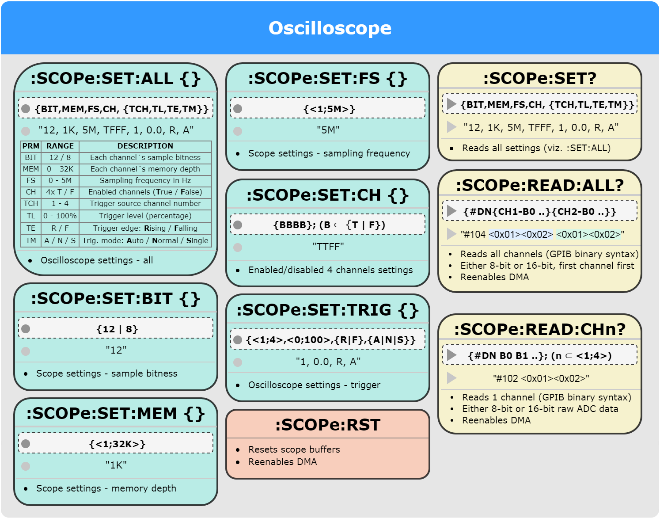 Oscilloscope
:SCOPe:SET:ALL {}
{BIT,MEM,FS,CH, {TCH,TL,TE,TM}}
"12, 1K, 5M, TFFF, 1, 0.0, R, A"
PRM RANGE DESCRIPTION
BIT 12 / 8 Each channel´s sample bitness
MEM 0 - 32K Each channel´s memory depth
FS 0 - 5M Sampling frequency in Hz
CH 4x T / F Enabled channels (True / False)
TCH 1 - 4 Trigger source channel number
TL 0 - 100% Trigger level (percentage)
TE R / F Trigger edge: Rising / Falling
TM A / N / S Trig. mode: Auto / Normal / Single
• Oscilloscope settings - all
:SCOPe:SET:BIT {}
{12 | 8}
"12"
• Scope settings - sample bitness
:SCOPe:SET:MEM {}
{<1;32K>}
"1K"
• Scope settings - memory depth
:SCOPe:SET:FS {}
{<1;5M>}
"5M"
• Scope settings - sampling frequency
:SCOPe:SET:CH {}
{BBBB}; (B ⊂ {T | F})
"TTFF"
• Enabled/disabled 4 channels settings
:SCOPe:SET:TRIG {}
{<1;4>,<0;100>,{R|F},{A|N|S}}
"1, 0.0, R, A"
• Oscilloscope settings - trigger
:SCOPe:RST
• Resets scope buffers
• Reenables DMA
:SCOPe:SET?
{BIT,MEM,FS,CH, {TCH,TL,TE,TM}}
"12, 1K, 5M, TFFF, 1, 0.0, R, A"
• Reads all settings (viz. :SET:ALL)
:SCOPe:READ:ALL?
{#DN{CH1-B0 ..}{CH2-B0 ..}}
"#104 <0x01><0x02> <0x01><0x02>"
• Reads all channels (GPIB binary syntax)
• Either 8-bit or 16-bit, first channel first
• Reenables DMA
:SCOPe:READ:CHn?
{#DN B0 B1 ..}; (n ⊂ <1;4>)
"#102 <0x01><0x02>"
• Reads 1 channel (GPIB binary syntax)
• Either 8-bit or 16-bit raw ADC data
• Reenables DMA